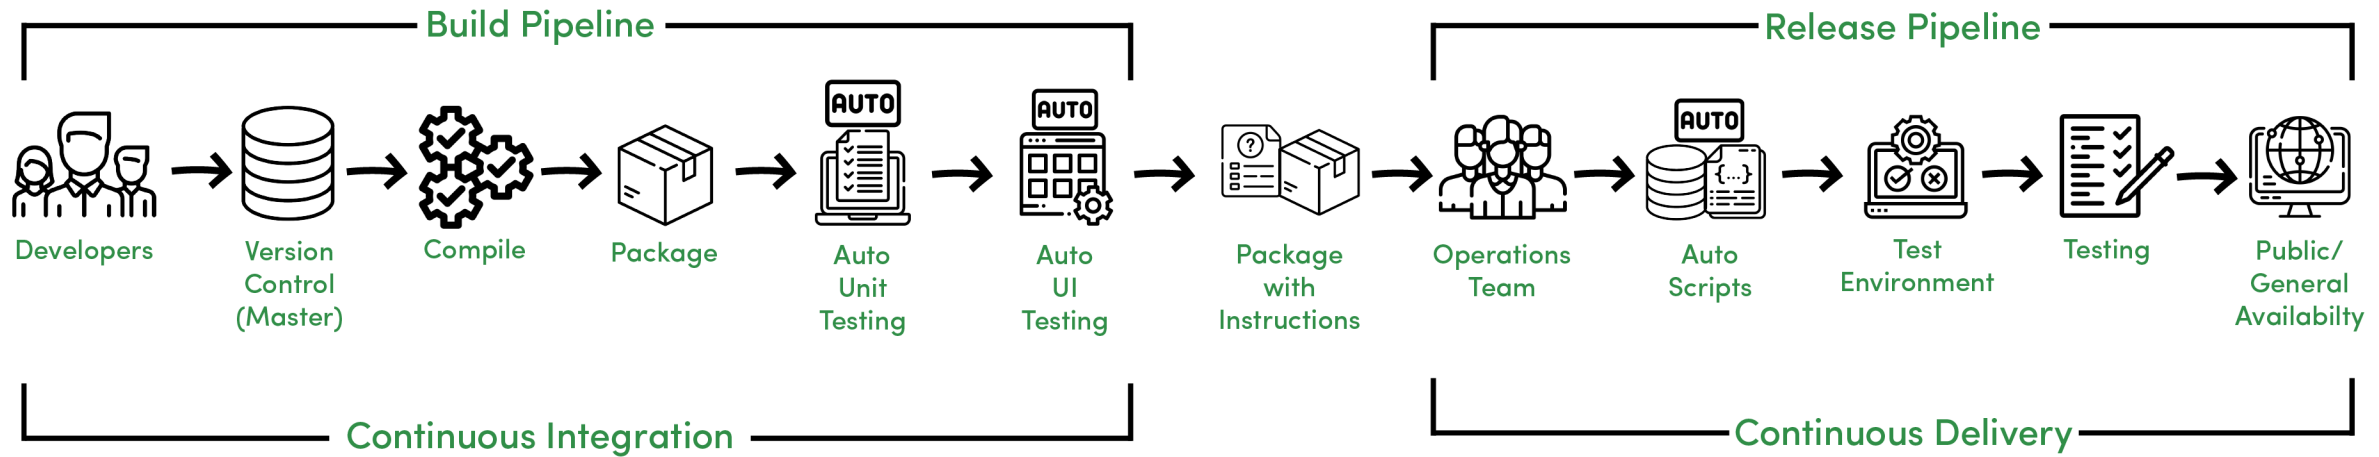 Build Pipeline
Release Pipeline
AUTO
AUTO
AUTO
?
{...}
Developers
Version
Control
(Master)
Compile
Package
Auto
Unit
Testing
Auto
UI
Testing
Package
with
Instructions
Operations
Team
Auto
Scripts
Test
Environment
Testing
Public/
General
Availabilty
Continuous Integration
Continuous Delivery